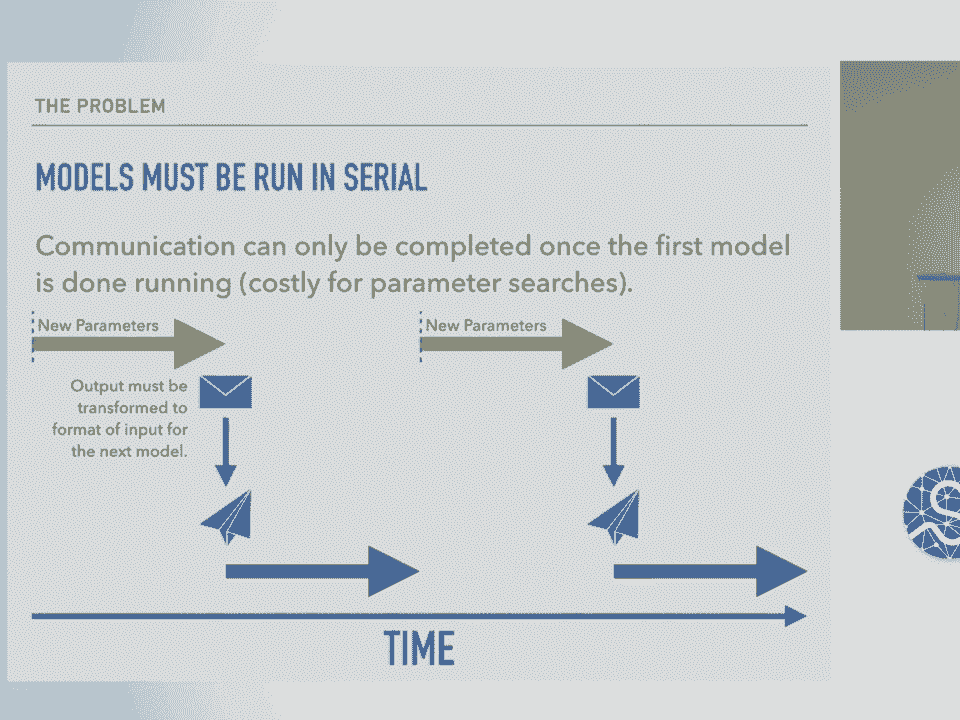 THE PROBLEM
MODELS MUST BE RUN IN SERIAL
Communication can only be completed once the first model
is done running (costly for parameter searches).
New Parameters
New Parameters
Output must be
transformed to
format of input for
the next model.
TIME